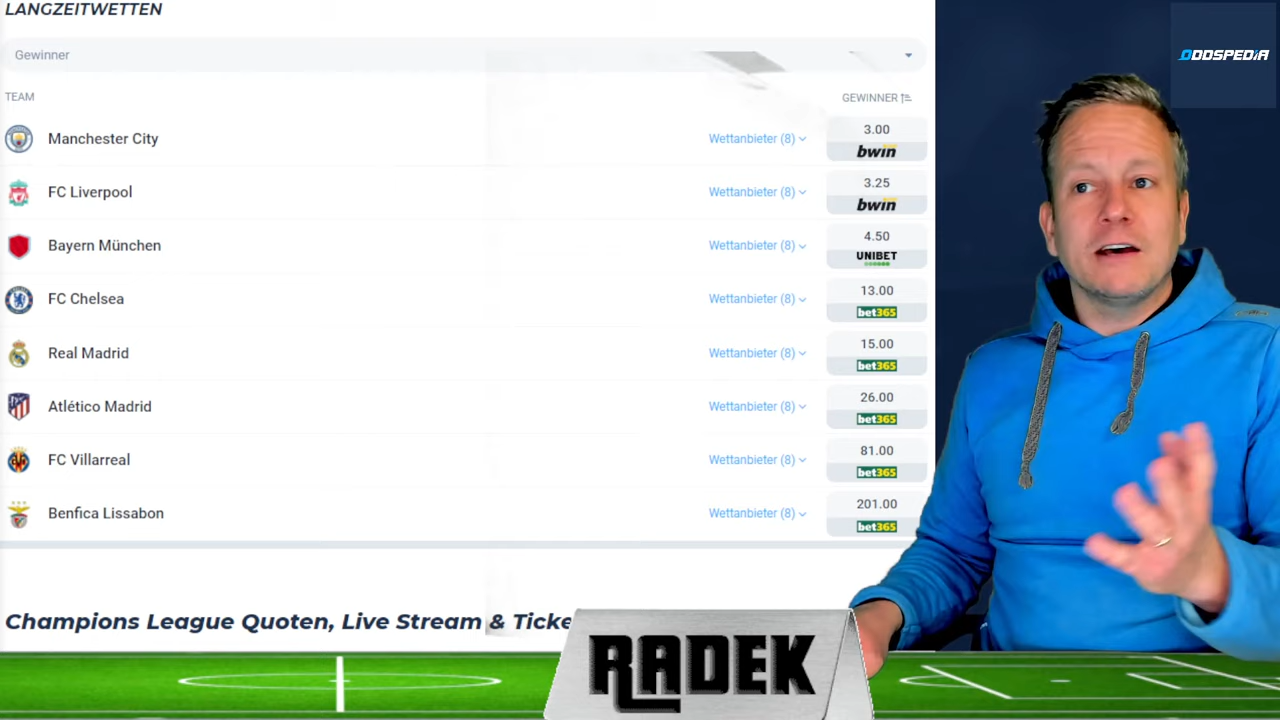 LANGZEITWETTEN
Gewinner
TEAM
GEWINNER
Manchester City
Wettanbieter (8)
3.00
bwin
FC Liverpool
Wettanbieter (8)
3.25
bwin
Bayern München
Wettanbieter (8)
4.50
UNIBET
FC Chelsea
Wettanbieter (8)
13.00
bet365
Real Madrid
Wettanbieter (8)
15.00
bet365
Atlético Madrid
Wettanbieter (8)
26.00
bet365
FC Villarreal
Wettanbieter (8)
81.00
bet365
Benfica Lissabon
Wettanbieter (8)
201.00
bet365
Champions League Quoten, Live Stream & Ticke
RADEK
ODDSPEDIA